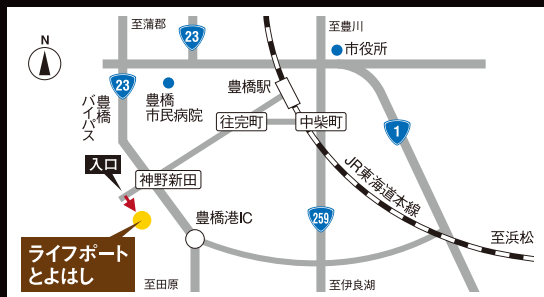 至蒲郡
23
至豊川
市役所
N
23
豊橋
バイパス
豊橋
市民病院
豊橋駅
往完町
中柴町
1
入口
神野新田
JR東海道本線
豊橋港IC
259
至浜松
ライフポート
とよはし
至田原
至伊良湖